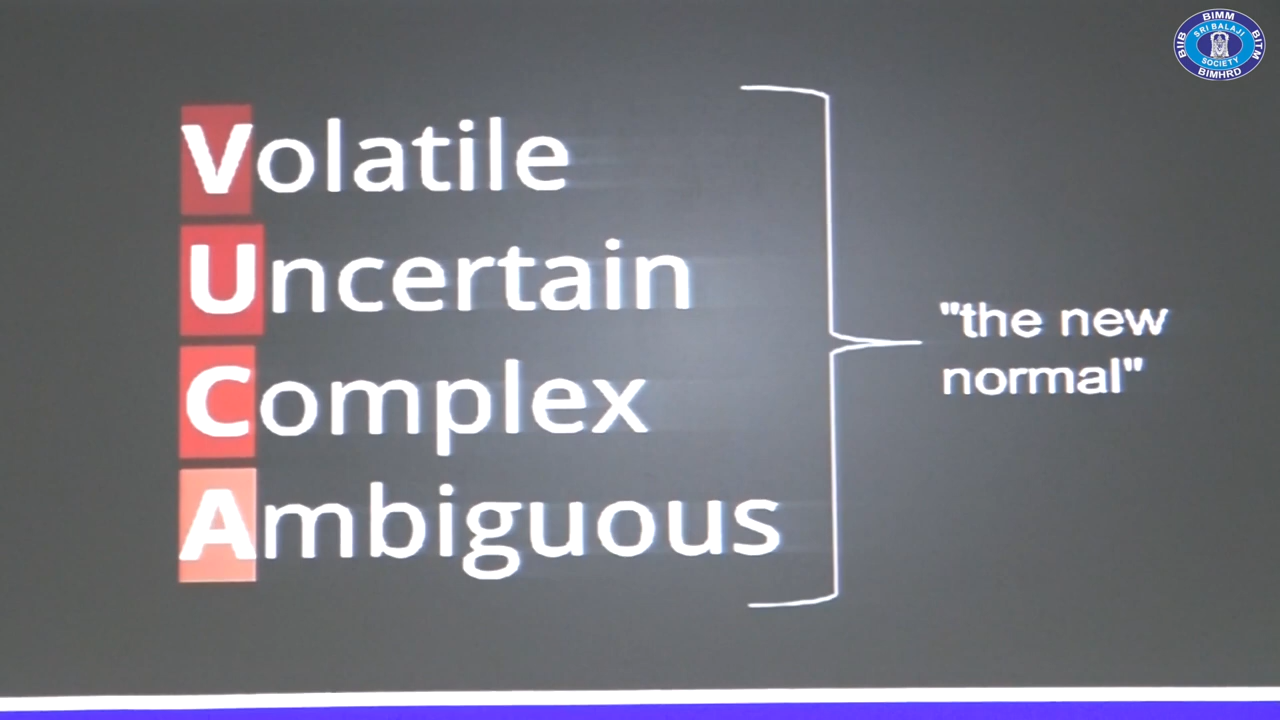 Volatile
Uncertain
Complex
Ambiguous
"the new
normal"
BIMM
BIIB
SRI BALAJI
SOCIETY
BITM
BIMHRD